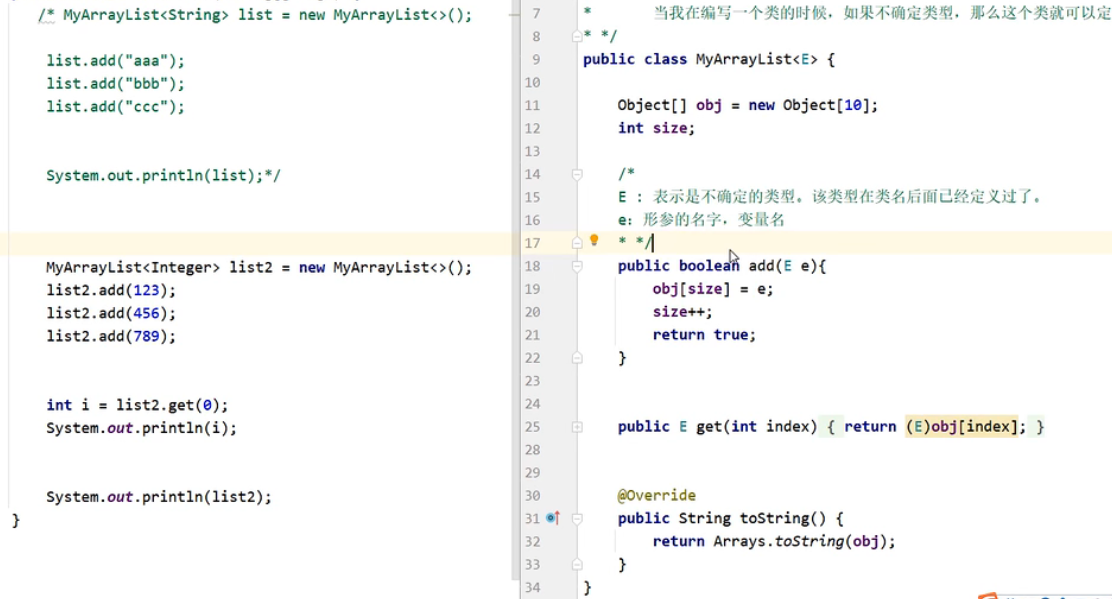 /* MyArrayList<String> list = new MyArrayList<>();
list.add("aaa");
list.add("bbb");
list.add("ccc");
System.out.println(list);*/
MyArrayList<Integer> list2 = new MyArrayList<>();
list2.add(123);
list2.add(456);
list2.add(789);
int i = list2.get(0);
System.out.println(i);
System.out.println(list2);
}
7 * 当我在编写一个类的时候，如果不确定类型，那么这个类就可以定
8 * */
9 public class MyArrayList<E> {
10
11 Object[] obj = new Object[10];
12 int size;
13
14 /*
15 E : 表示是不确定的类型。该类型在类名后面已经定义过了。
16 e: 形参的名字，变量名
17 * */
18 public boolean add(E e){
19 obj[size] = e;
20 size++;
21 return true;
22 }
23
24
25 public E get(int index) { return (E)obj[index]; }
28
29
30 @Override
31 public String toString() {
32 return Arrays.toString(obj);
33 }
34 }